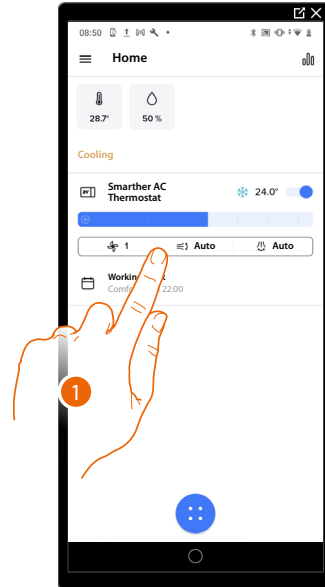 08:50
Home
28.7° 50 %
Cooling
Smarther AC
Thermostat
24.0°
1 Auto Auto
Working
Comfo 22:00
1